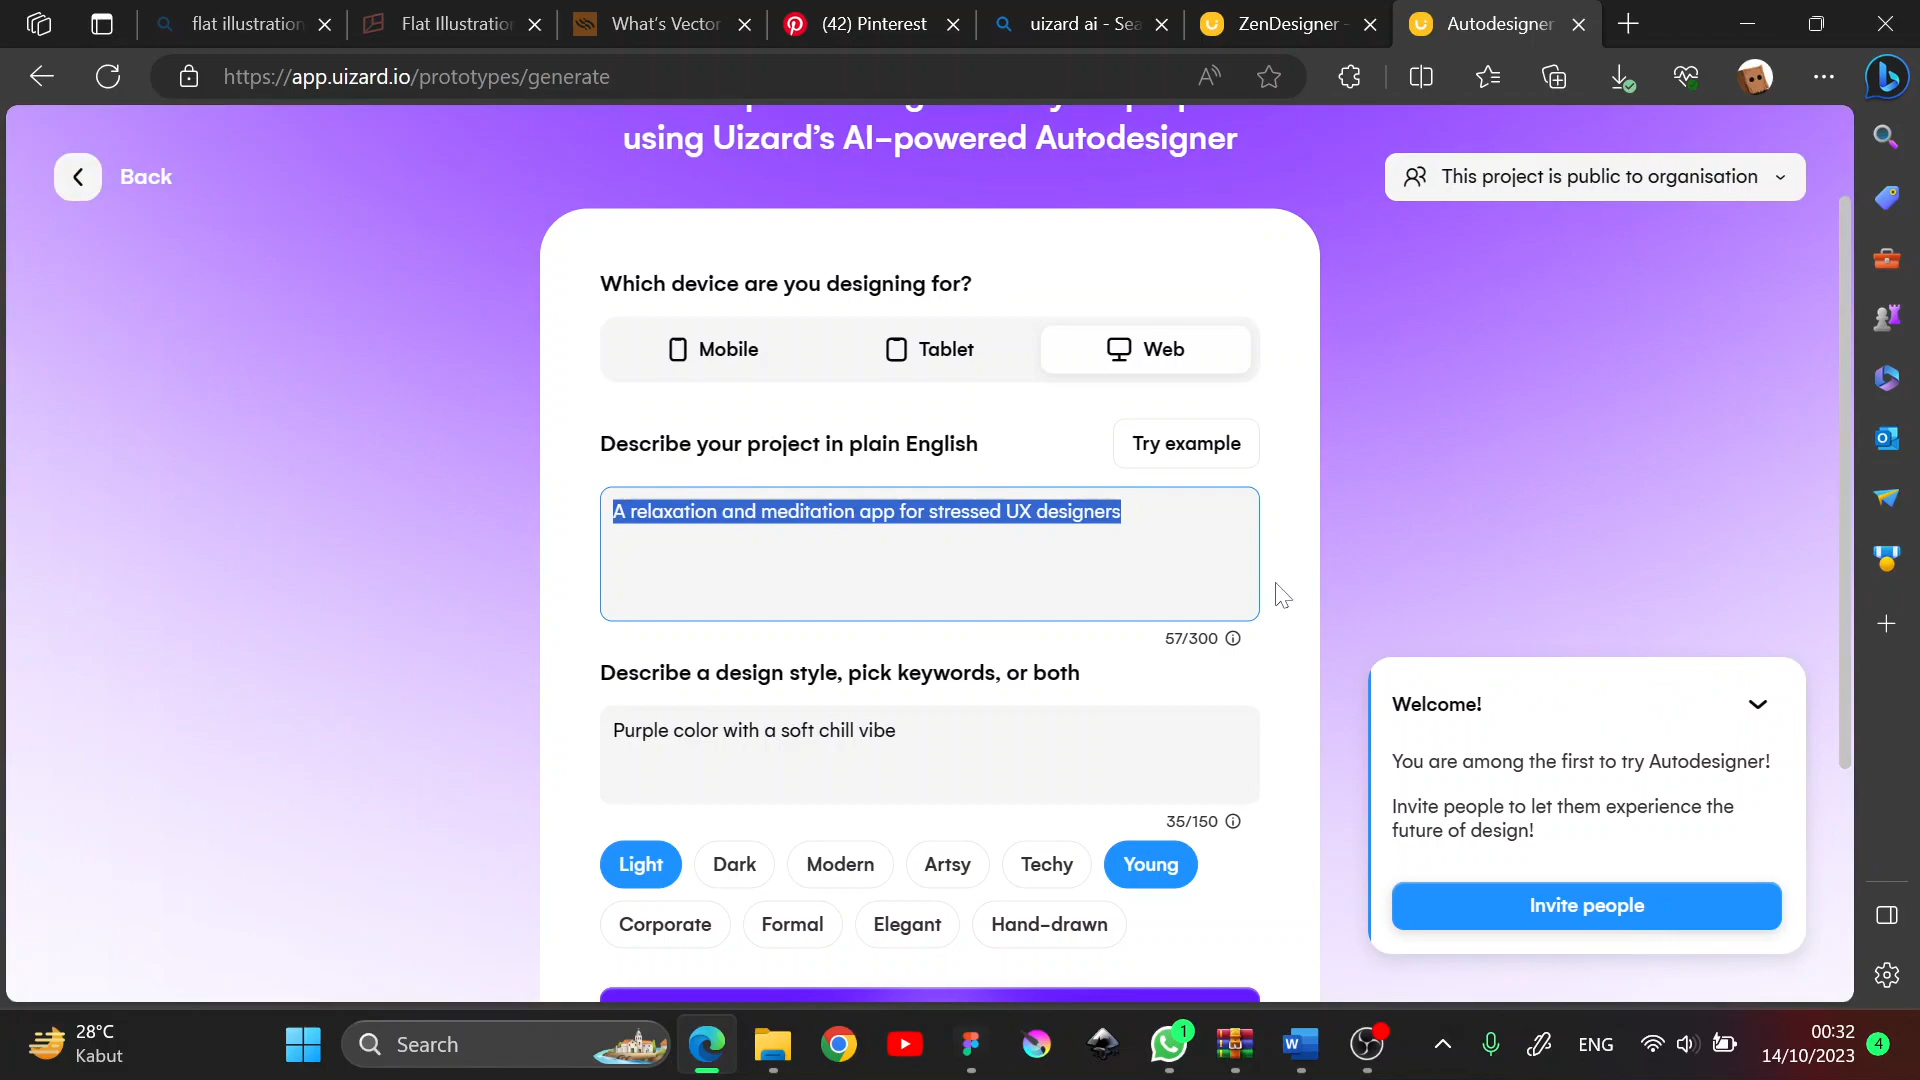 flat illustration
Flat Illustration
What's Vector
(42) Pinterest
uizard ai - Sea
ZenDesigner -
Autodesigner
https://app.uizard.io/prototypes/generate
using Uizard's AI-powered Autodesigner
Back
This project is public to organisation
Which device are you designing for?
Mobile
Tablet
Web
Describe your project in plain English
Try example
A relaxation and meditation app for stressed UX designers
57/300
Describe a design style, pick keywords, or both
Purple color with a soft chill vibe
35/150
Light
Dark
Modern
Artsy
Techy
Young
Corporate
Formal
Elegant
Hand-drawn
Welcome!
You are among the first to try Autodesigner!
Invite people to let them experience the
future of design!
Invite people
28°C
Kabut
Search
1
ENG
00:32
14/10/2023
4